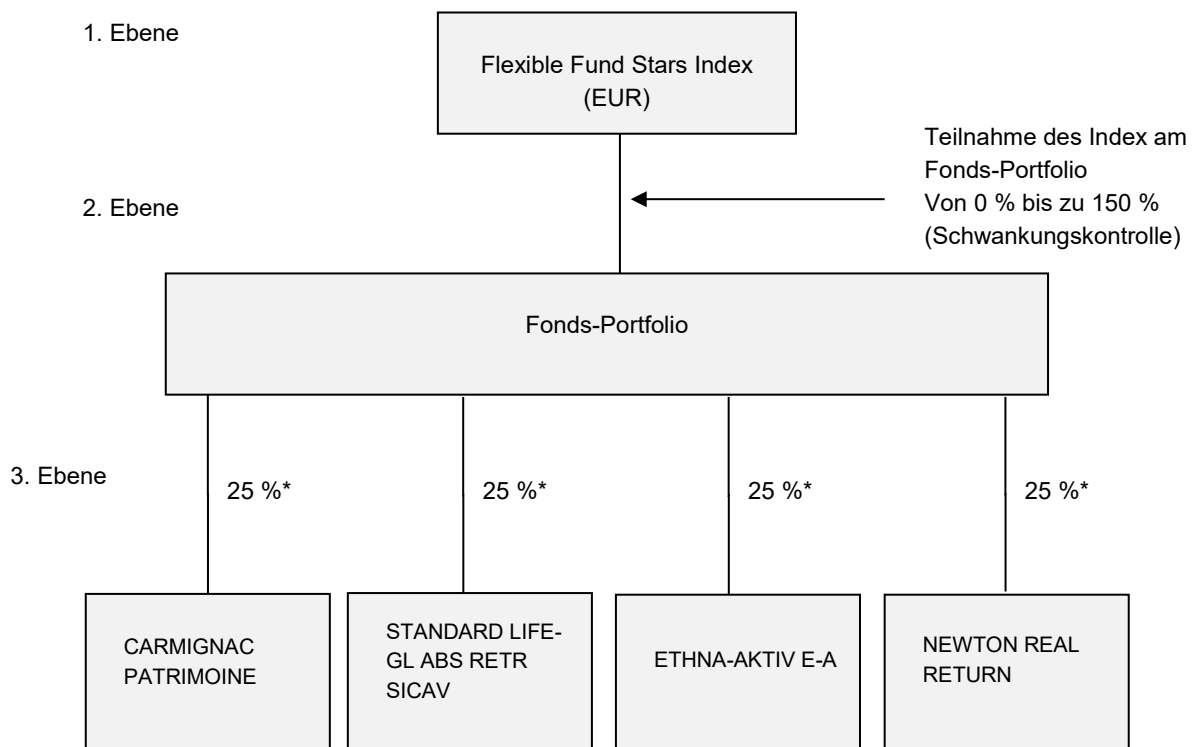 1. Ebene
Flexible Fund Stars Index
(EUR)
Teilnahme des Index am
Fonds-Portfolio
Von 0 % bis zu 150 %
(Schwankungskontrolle)
2. Ebene
Fonds-Portfolio
3. Ebene
25 %*
25 %*
25 %*
25 %*
CARMIGNAC
PATRIMOINE
STANDARD LIFE-
GL ABS RETR
SICAV
ETHNA-AKTIV E-A
NEWTON REAL
RETURN